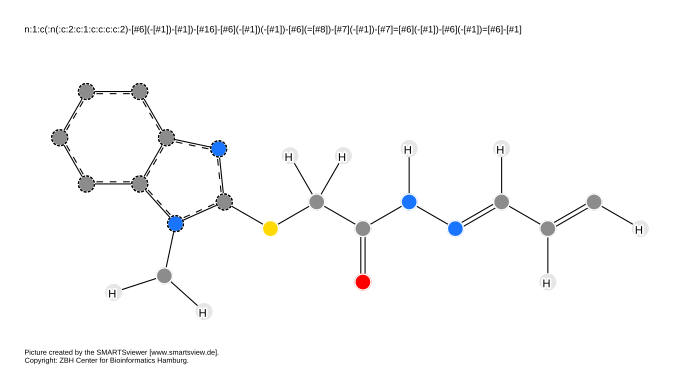 n:1:c(:n(:c:2:c:1:c:c:c:c:2)-[#6](-[#1])-[#1])-[#16]-[#6](-[#1])(-[#1])-[#6](=[#8])-[#7](-[#1])-[#7]=[#6](-[#1])-[#6](-[#1])=[#6]-[#1]
H H H H
H
H H
H
Picture created by the SMARTSviewer [www.smartsview.de].
Copyright: ZBH Center for Bioinformatics Hamburg.